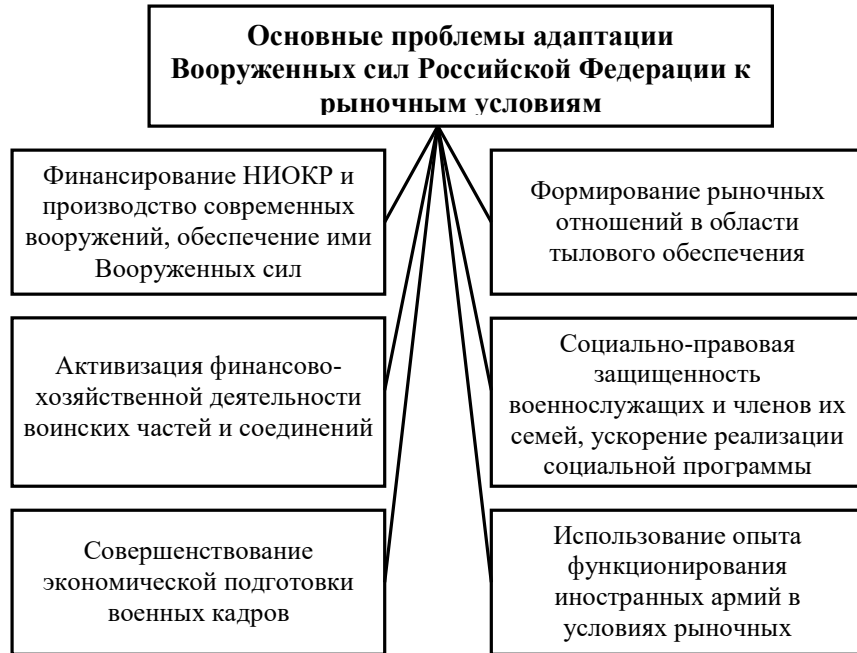 Основные проблемы адаптации
Вооруженных сил Российской Федерации к
рыночным условиям
Финансирование НИОКР и
производство современных
вооружений, обеспечение ими
Вооруженных сил
Формирование рыночных
отношений в области
тылового обеспечения
Активизация финансово-
хозяйственной деятельности
воинских частей и соединений
Социально-правовая
защищенность
военнослужащих и членов их
семей, ускорение реализации
социальной программы
Совершенствование
экономической подготовки
военных кадров
Использование опыта
функционирования
иностранных армий в
условиях рыночных